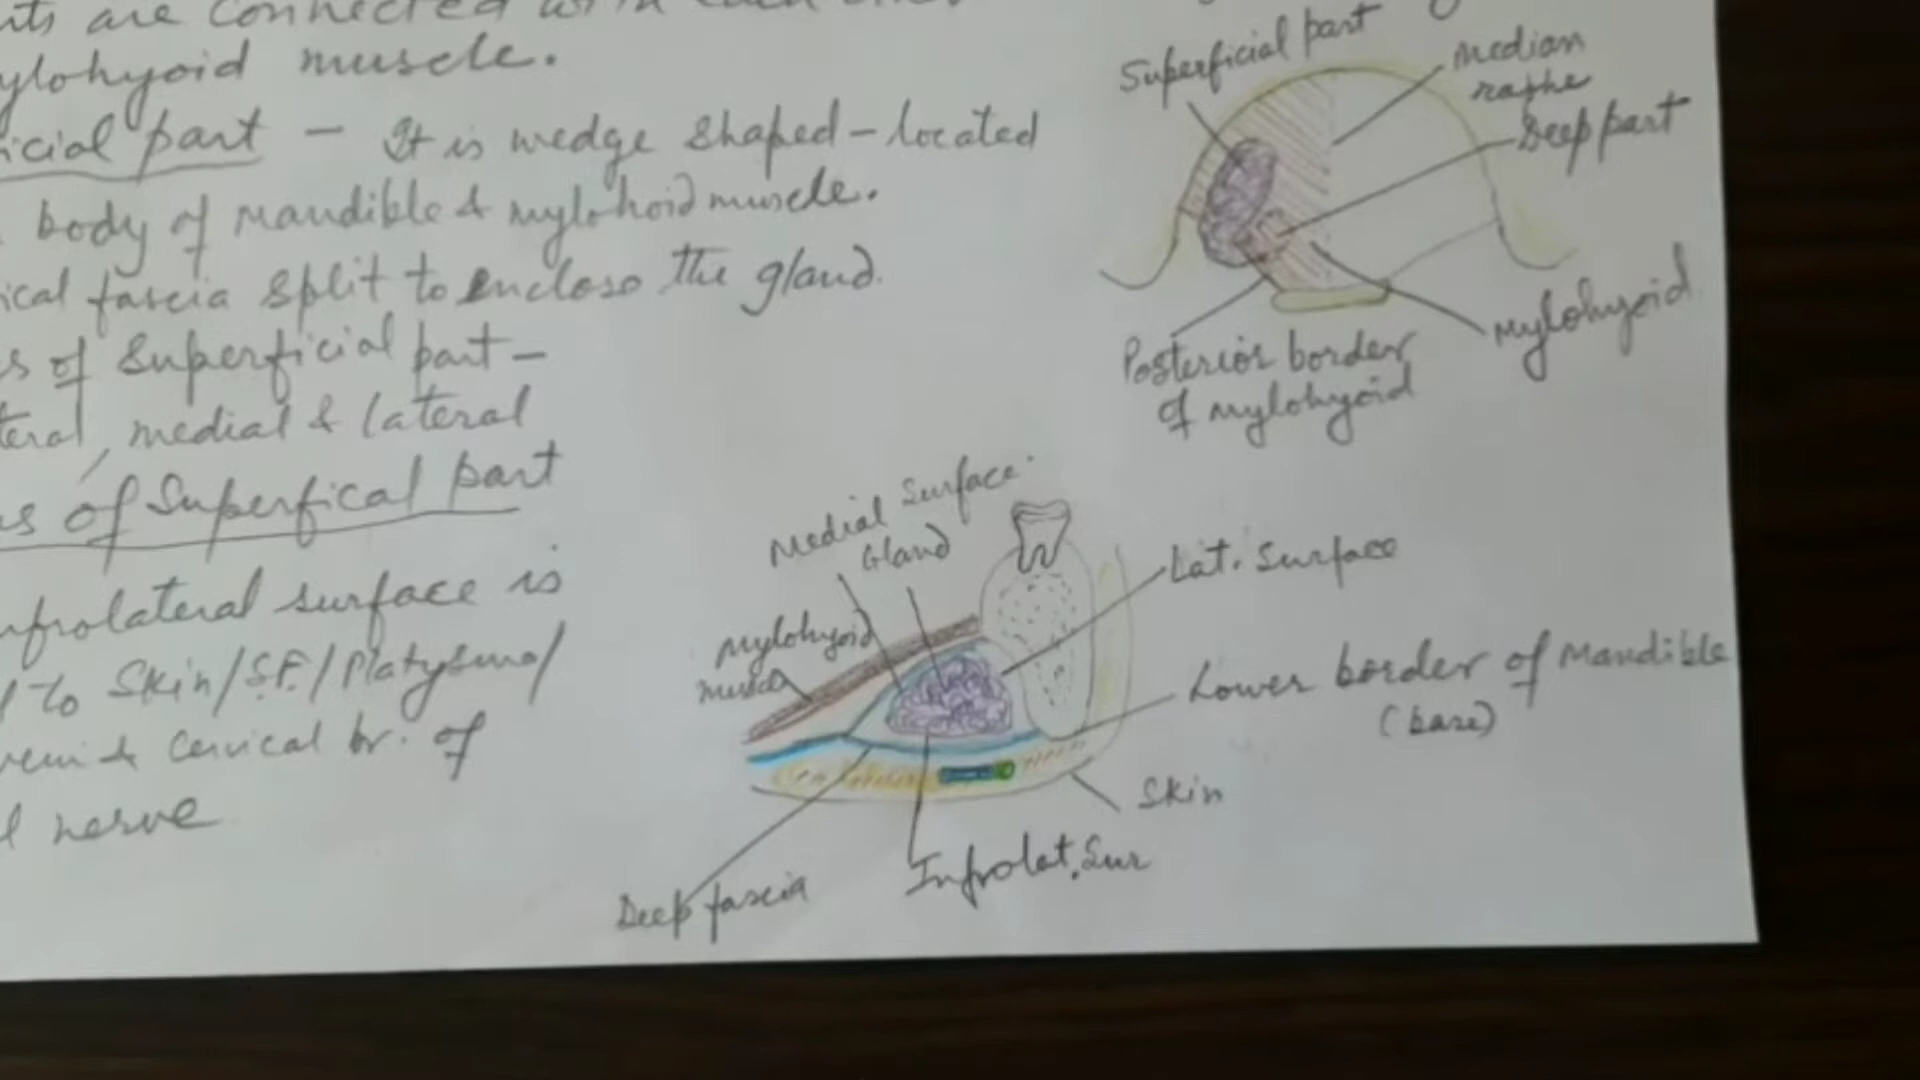 are connected
ylohyoid muscle.
icial part - It is wedge shaped - located
body of mandible & mylohoid muscle.
ical fascia split to enclose the gland.
s of Superficial part -
teral, medial & lateral
s of Superfical part
nfrolateral surface is
to Skin/S.F./Platysma/
vein & Cervical br. of
l nerve
Superficial part
Median
raphe
Deep part
Mylohyoid
Posterior border
of mylohyoid
Medial Surface
Gland
Lat. Surface
Mylohyoid
muscle
Lower border of Mandible
(base)
Skin
Infrolat. Sur
Deep fascia